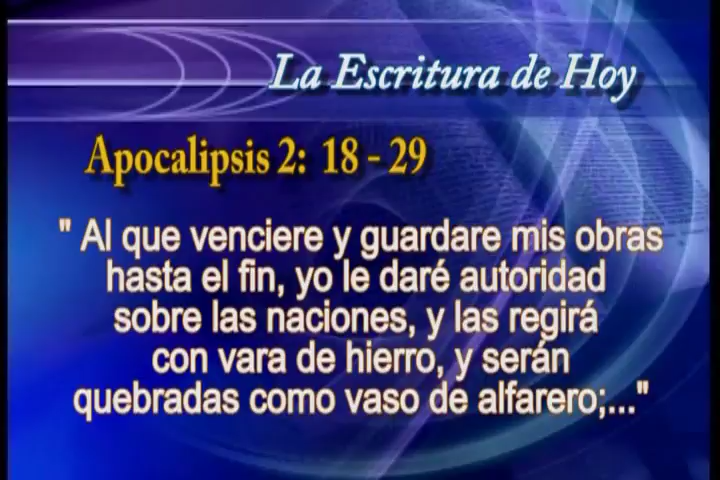 La Escritura de Hoy
Apocalipsis 2: 18 - 29
" Al que venciere y guardare mis obras
hasta el fin, yo le daré autoridad
sobre las naciones, y las regirá
con vara de hierro, y serán
quebradas como vaso de alfarero;..."